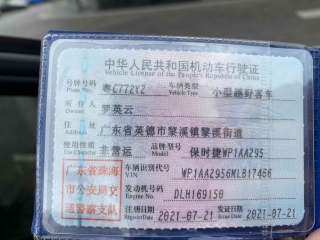 中华人民共和国机动车行驶证
Vehicle License of the People's Republic of China
号牌号码 粤C772Y2 车辆类型 小型越野客车
Plate No. Vehicle Type
所有人 罗英云
Owner
住址 广东省英德市黎溪镇黎溪街道
Address
使用性质 非营运 品牌型号 保时捷WP1AA295
Use Character Model
广东省珠海市公安局交通警察支队
车辆识别代号 WP1AA2956MLB17466
VIN
发动机号码 DLH169150
Engine No.
注册日期 2021-07-21 发证日期 2021-07-21
Register Date Issue Date